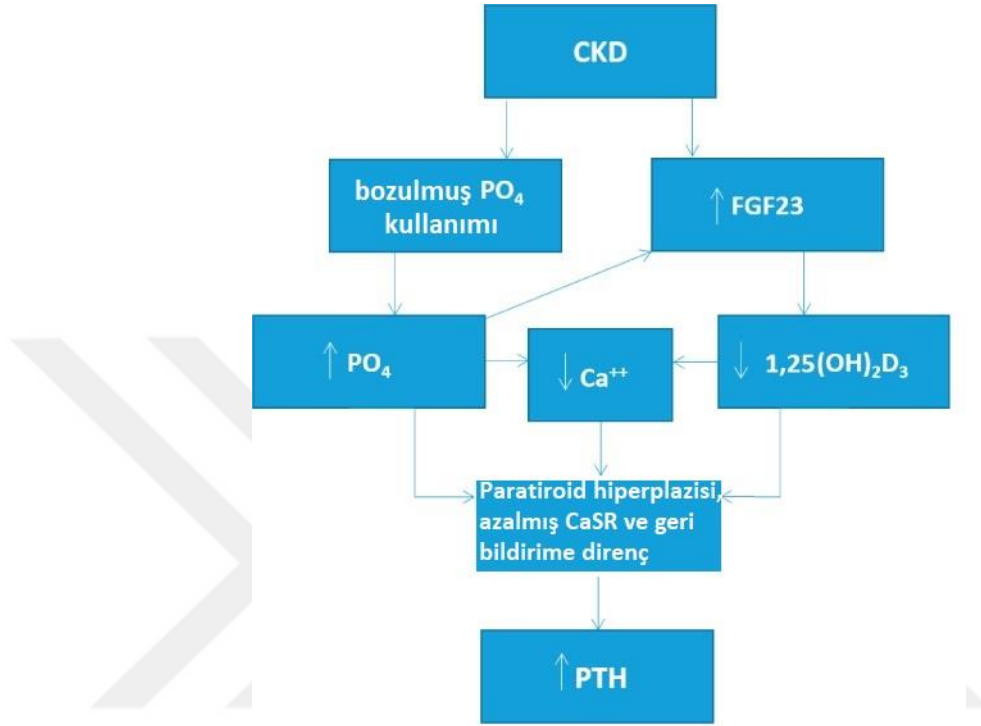 CKD
bozulmuş PO₄
kullanımı
↑ FGF23
↑ PO₄
↓ Ca⁺⁺
↓ 1,25(OH)₂D₃
Paratiroid hiperplazisi,
azalmış CaSR ve geri
bildirime direnç
↑ PTH